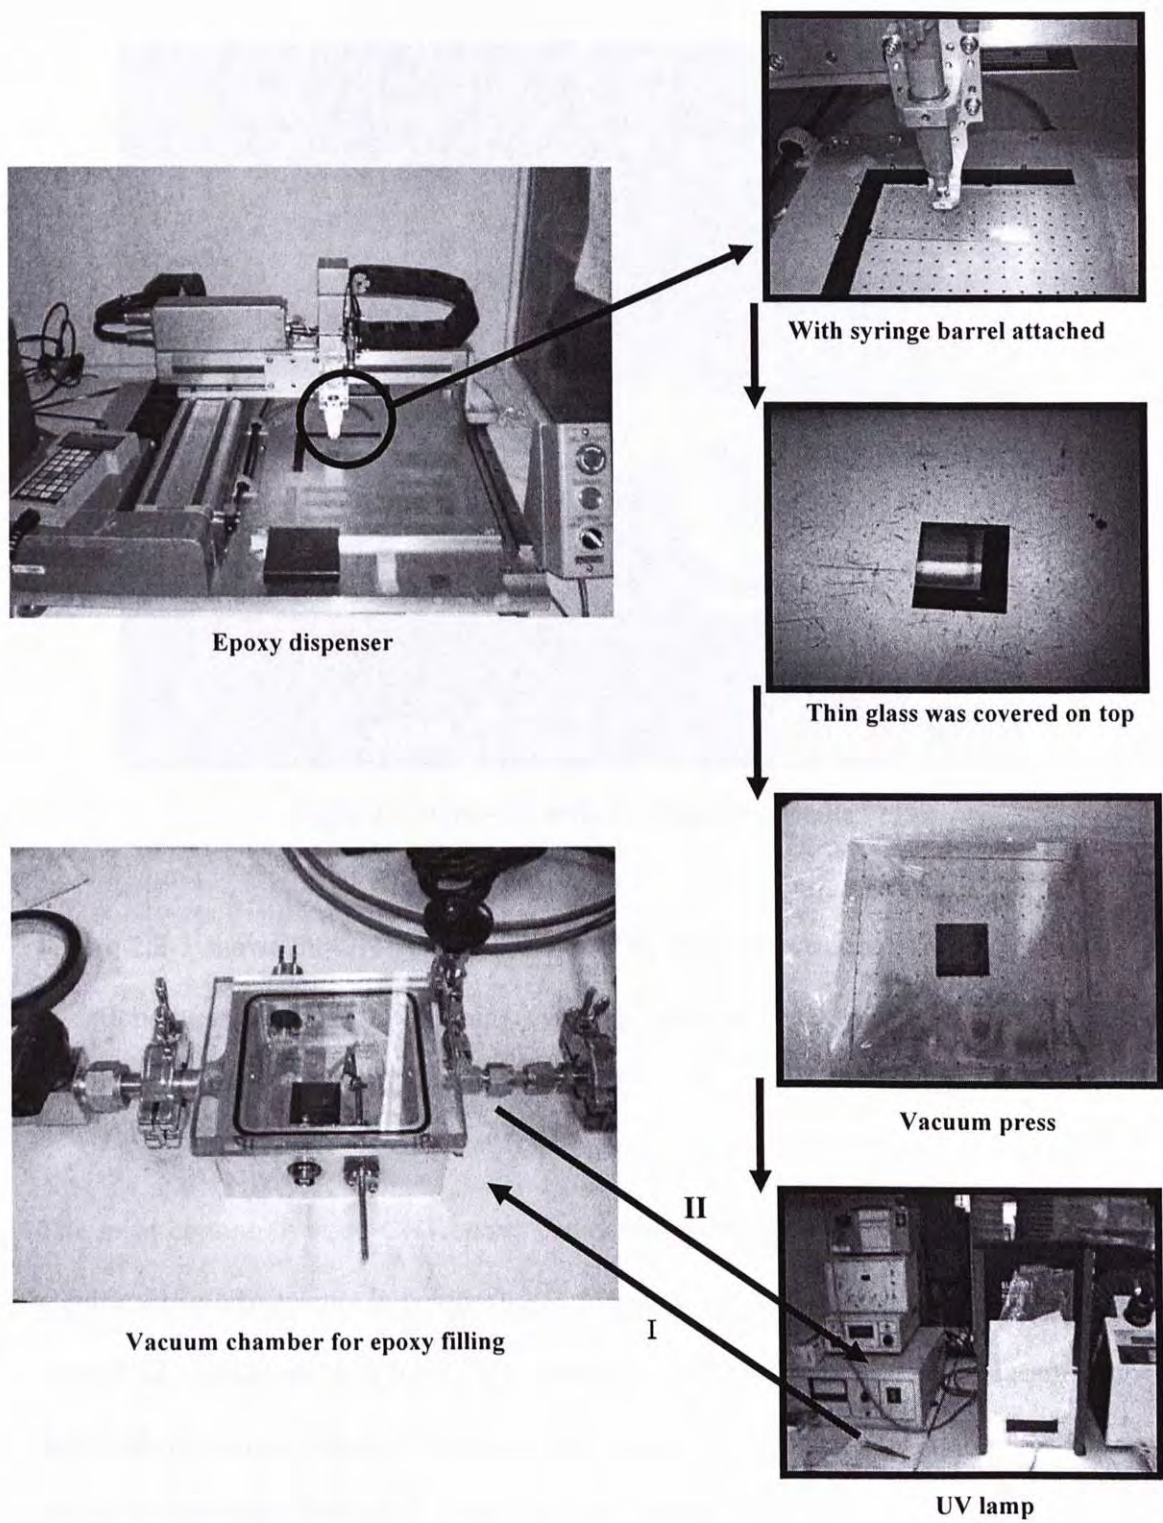 With syringe barrel attached
Epoxy dispenser
Thin glass was covered on top
Vacuum press
II
I
Vacuum chamber for epoxy filling
UV lamp